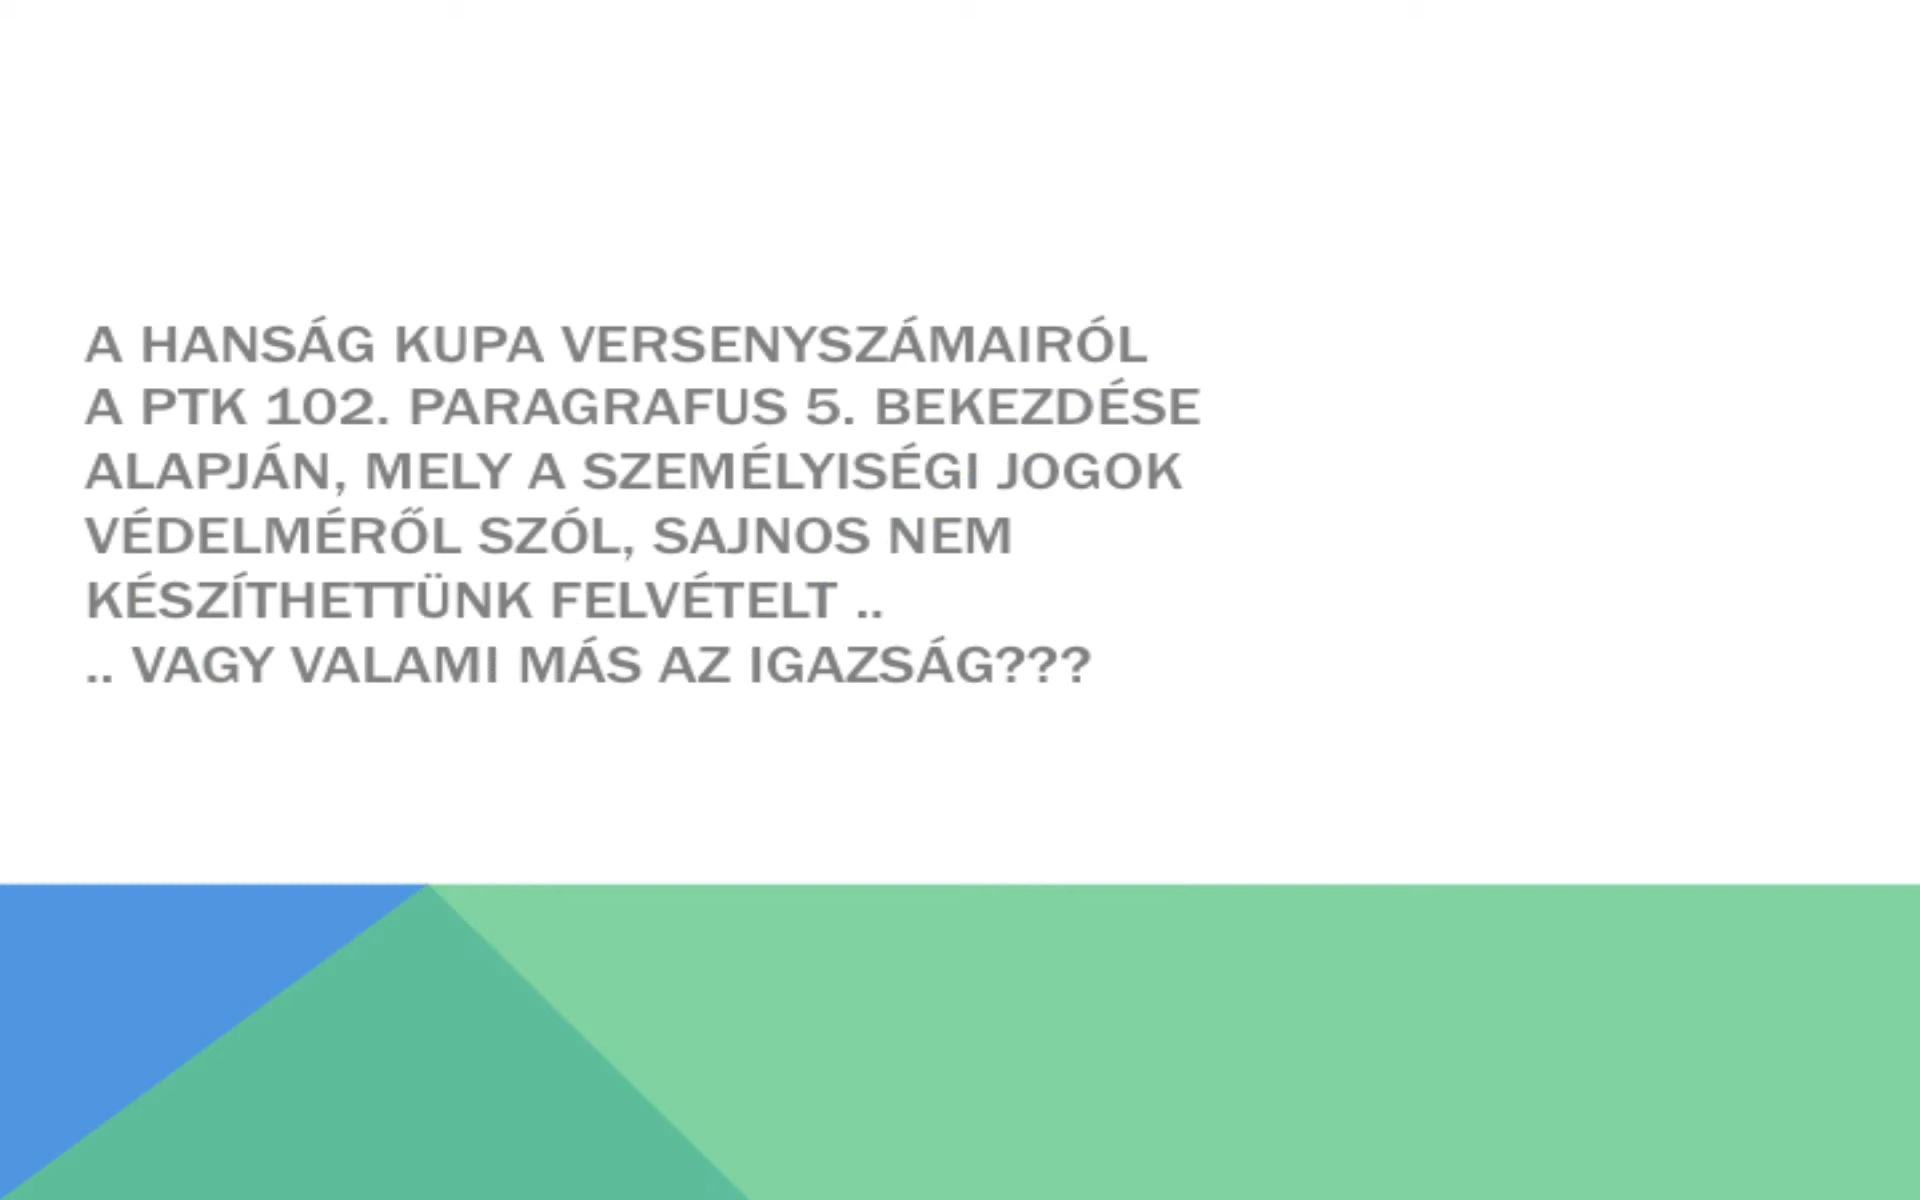 A HANSÁG KUPA VERSENYSZÁMAIRÓL
A PTK 102. PARAGRAFUS 5. BEKEZDÉSE
ALAPJÁN, MELY A SZEMÉLYISÉGI JOGOK
VÉDELMÉRŐL SZÓL, SAJNOS NEM
KÉSZÍTHETTÜNK FELVÉTELT ..
.. VAGY VALAMI MÁS AZ IGAZSÁG???